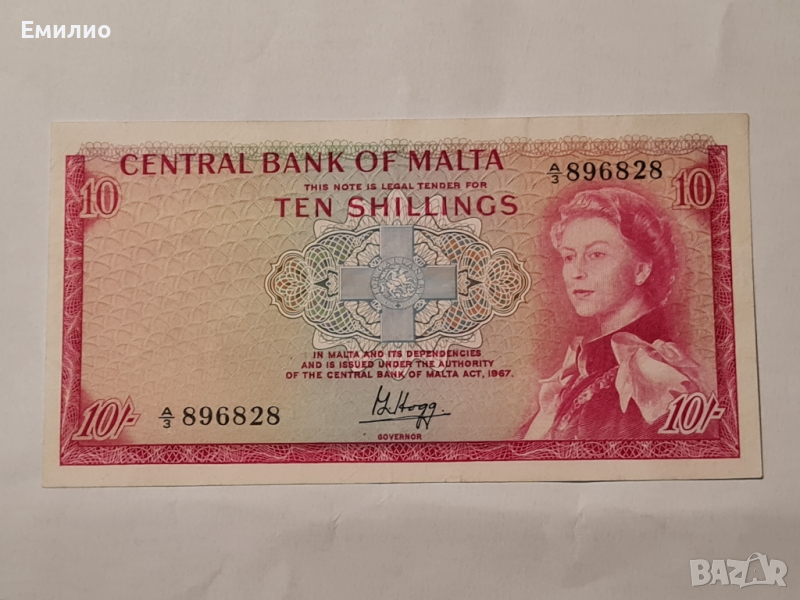 Емилио
CENTRAL BANK OF MALTA
A/3 896828
10
10
THIS NOTE IS LEGAL TENDER FOR
TEN SHILLINGS
IN MALTA AND ITS DEPENDENCIES
AND IS ISSUED UNDER THE AUTHORITY
OF THE CENTRAL BANK OF MALTA ACT, 1967.
10/-
A/3 896828
GOVERNOR
10/-
BAZAR